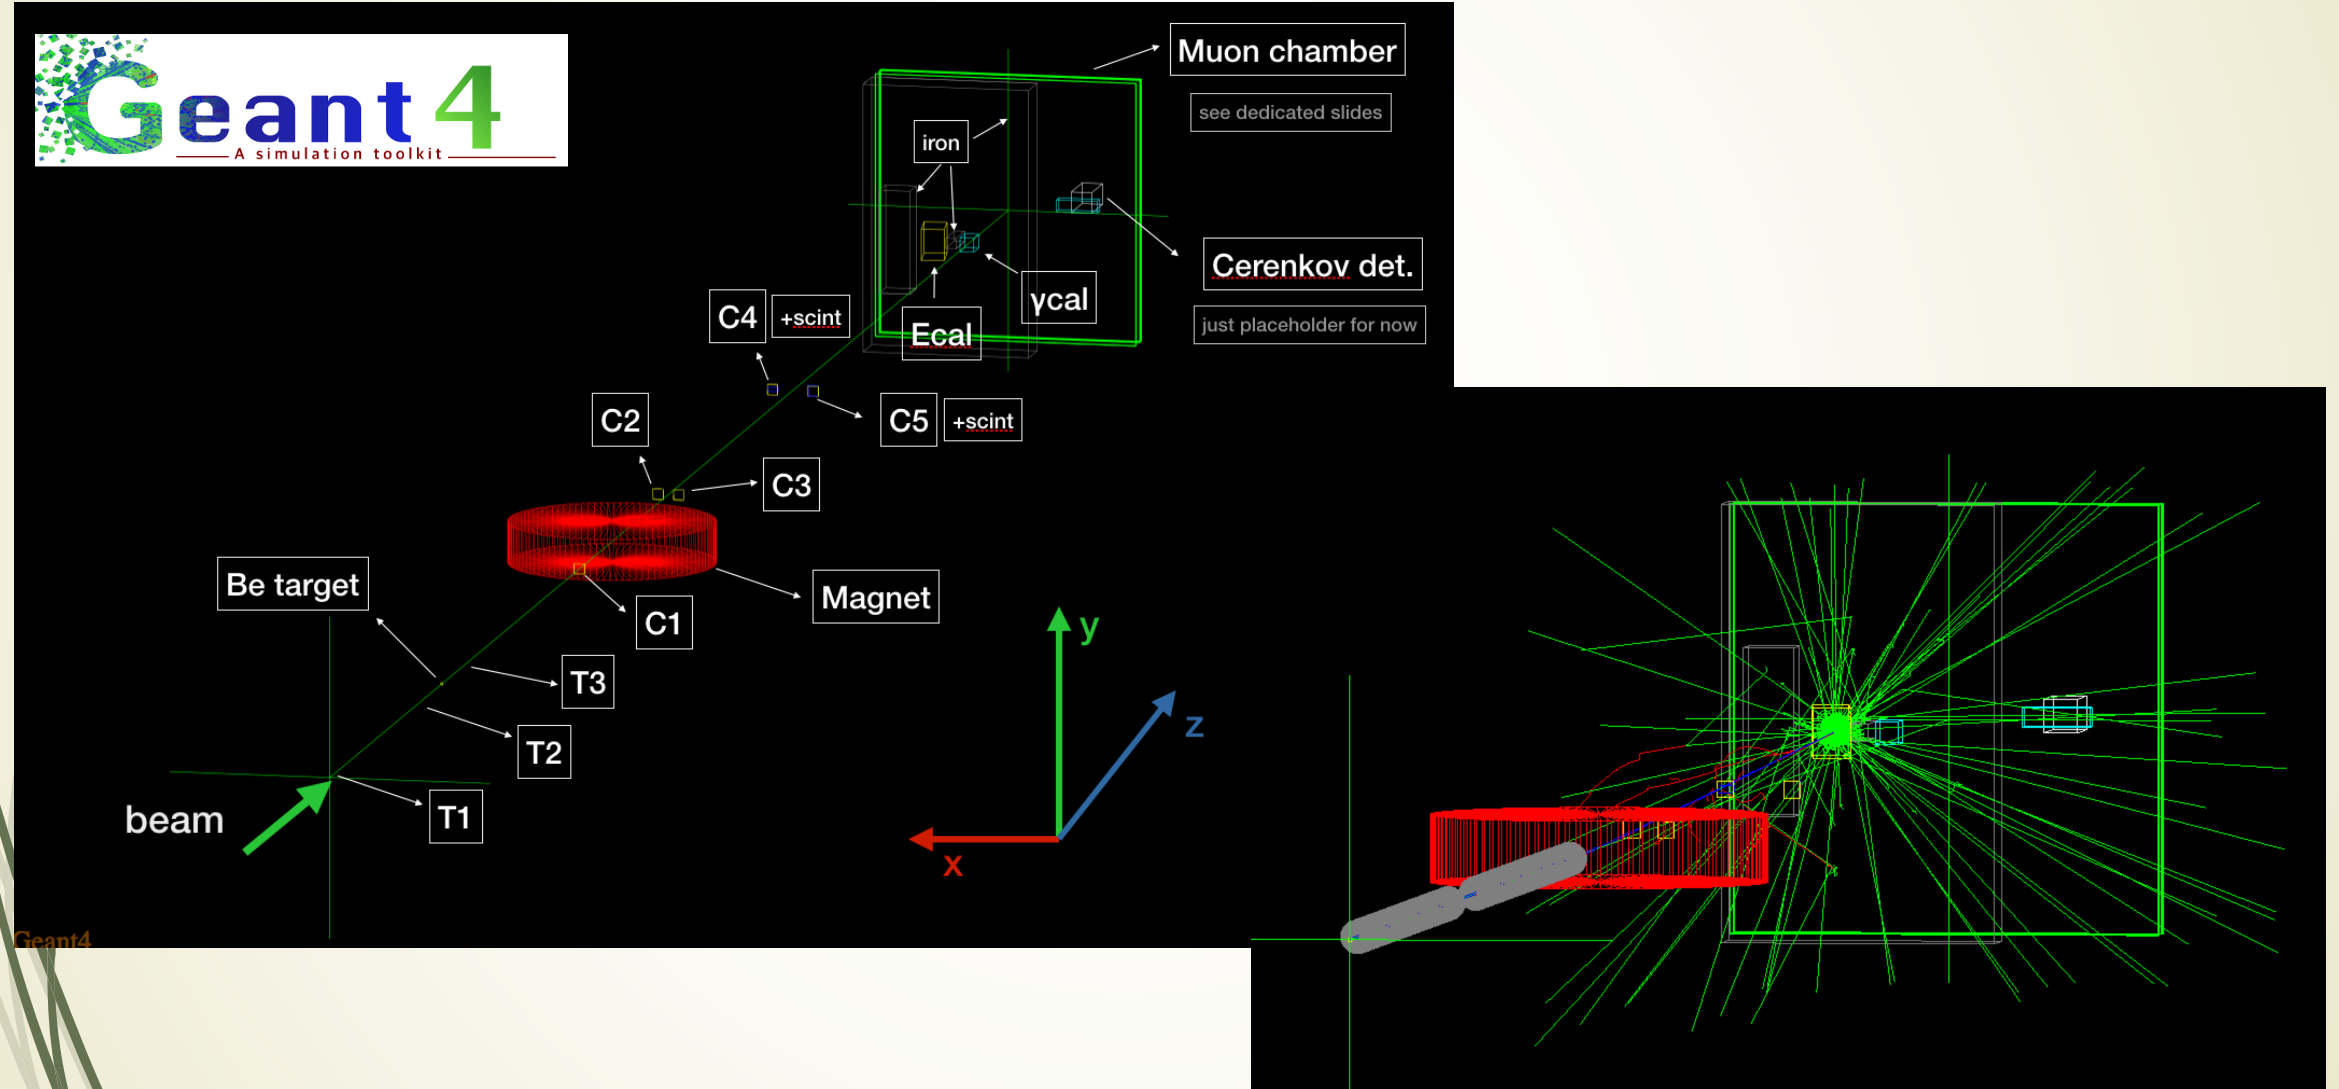 Geant4
A simulation toolkit
Muon chamber
see dedicated slides
iron
Cerenkov det.
just placeholder for now
γcal
Ecal
C4
+scint
C5
+scint
C2
C3
Be target
Magnet
C1
T3
T2
T1
beam
y
z
x
Geant4